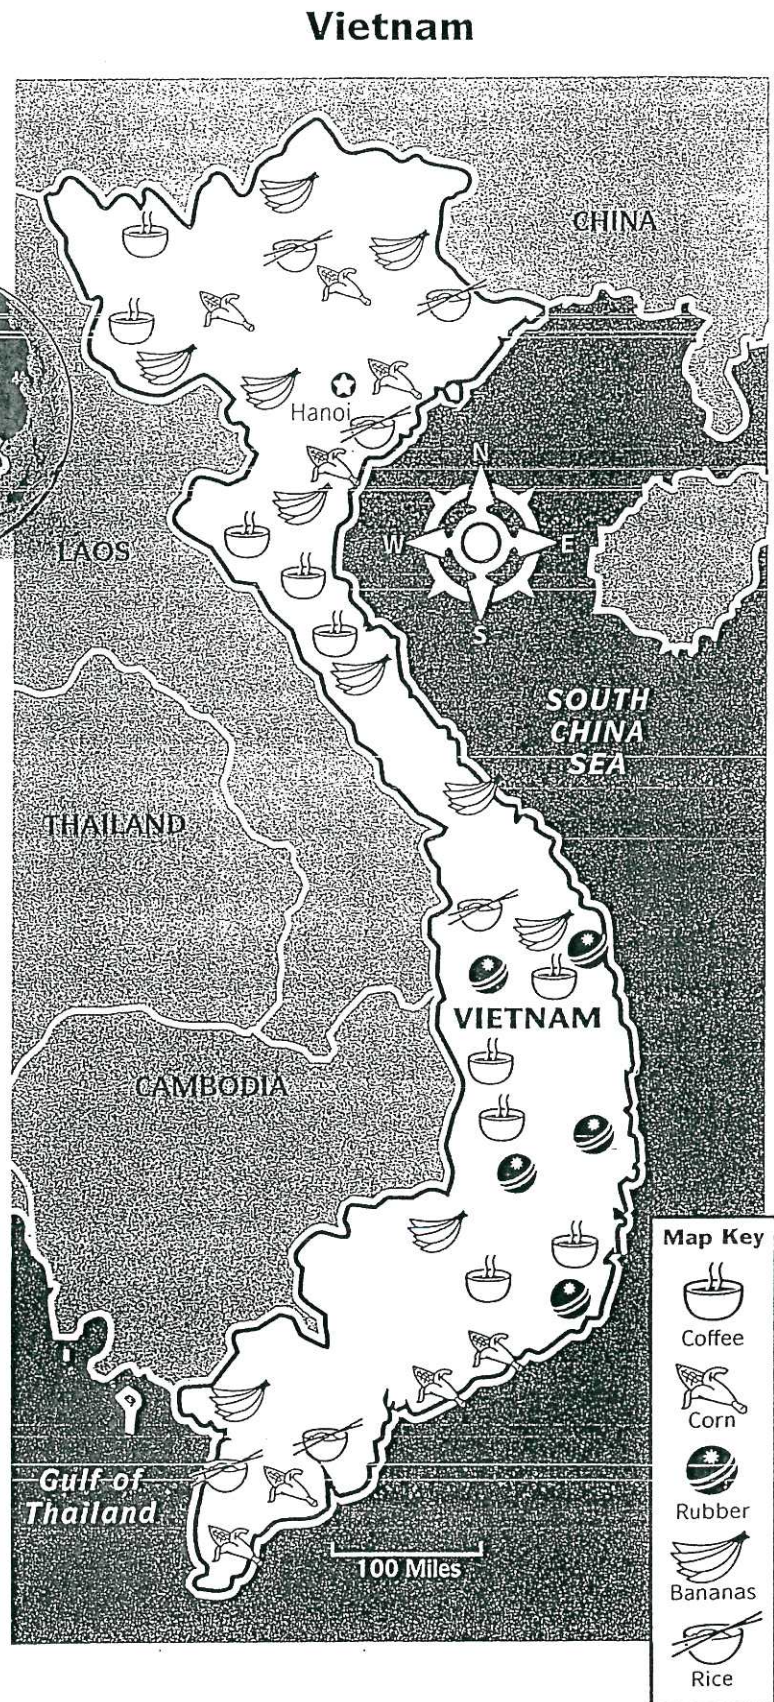 Vietnam
CHINA
Hanoi
N
W
E
S
LAOS
SOUTH
CHINA
SEA
THAILAND
VIETNAM
CAMBODIA
Gulf of
Thailand
100 Miles
Map Key
Coffee
Corn
Rubber
Bananas
Rice